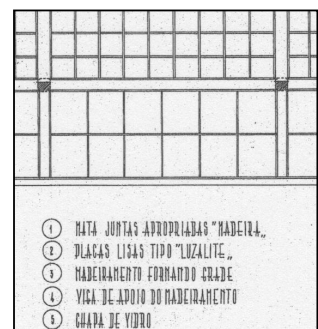 1 MATA JUNTAS APROPRIADAS "MADEIRA„
2 PLACAS LISAS TIPO "LUZALITE„
3 MADEIRAMENTO FORMANDO GRADE
4 VIGA DE APOIO DO MADEIRAMENTO
5 CHAPA DE VIDRO